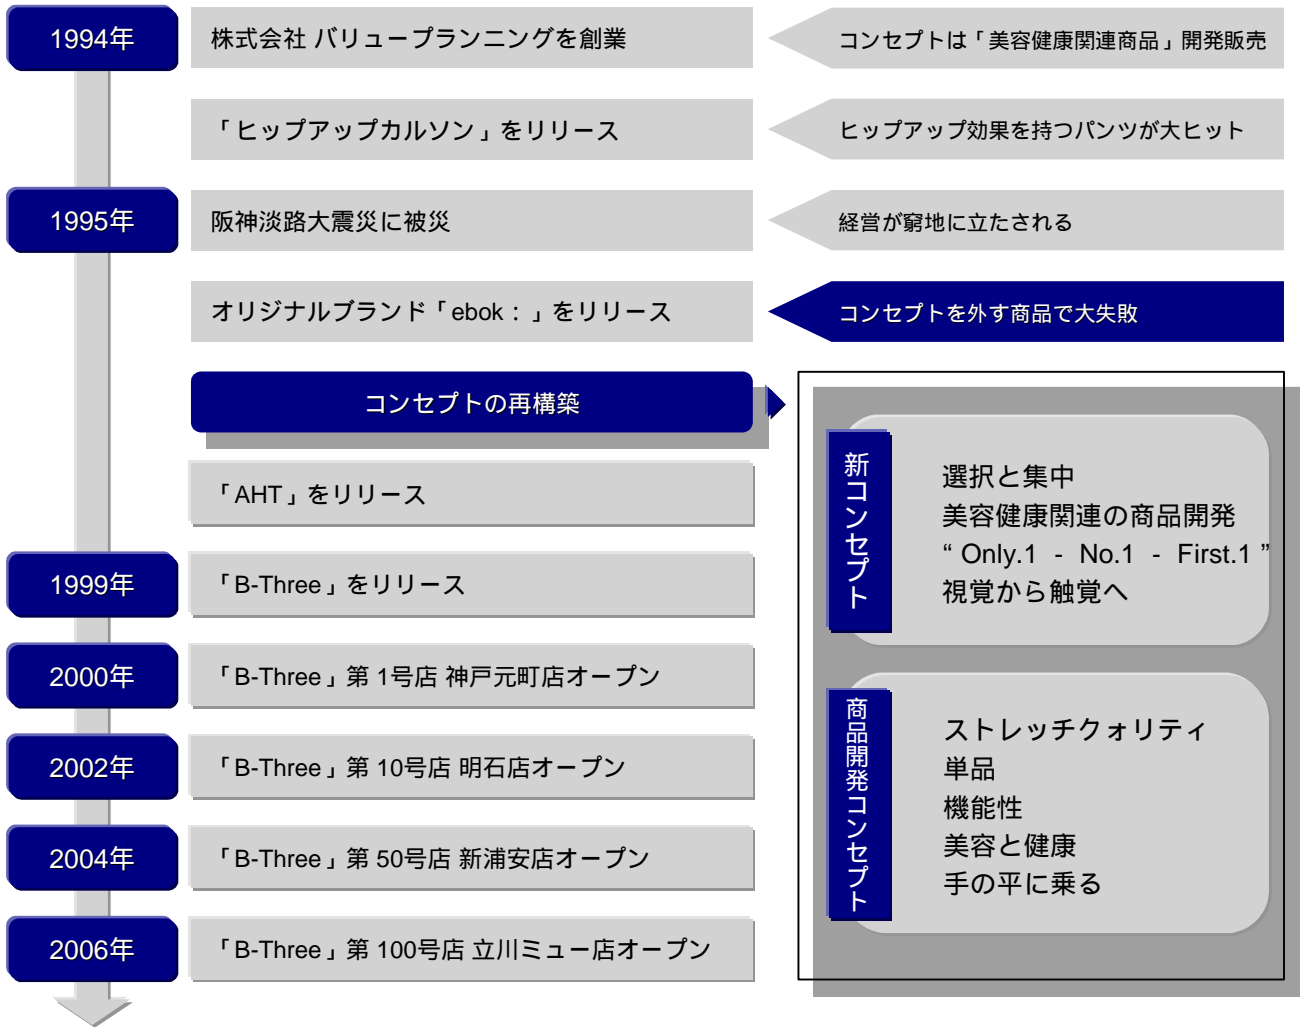 1994年
株式会社 バリュープランニングを創業
コンセプトは「美容健康関連商品」開発販売
「ヒップアップカルソン」をリリース
ヒップアップ効果を持つパンツが大ヒット
1995年
阪神淡路大震災に被災
経営が窮地に立たされる
オリジナルブランド「ebok：」をリリース
コンセプトを外す商品で大失敗
コンセプトの再構築
「AHT」をリリース
1999年
「B-Three」をリリース
2000年
「B-Three」第 1号店 神戸元町店オープン
2002年
「B-Three」第 10号店 明石店オープン
2004年
「B-Three」第 50号店 新浦安店オープン
2006年
「B-Three」第 100号店 立川ミュー店オープン
新コンセプト
選択と集中
美容健康関連の商品開発
“ Only.1 - No.1 - First.1 ”
視覚から触覚へ
商品開発コンセプト
ストレッチクォリティ
単品
機能性
美容と健康
手の平に乗る